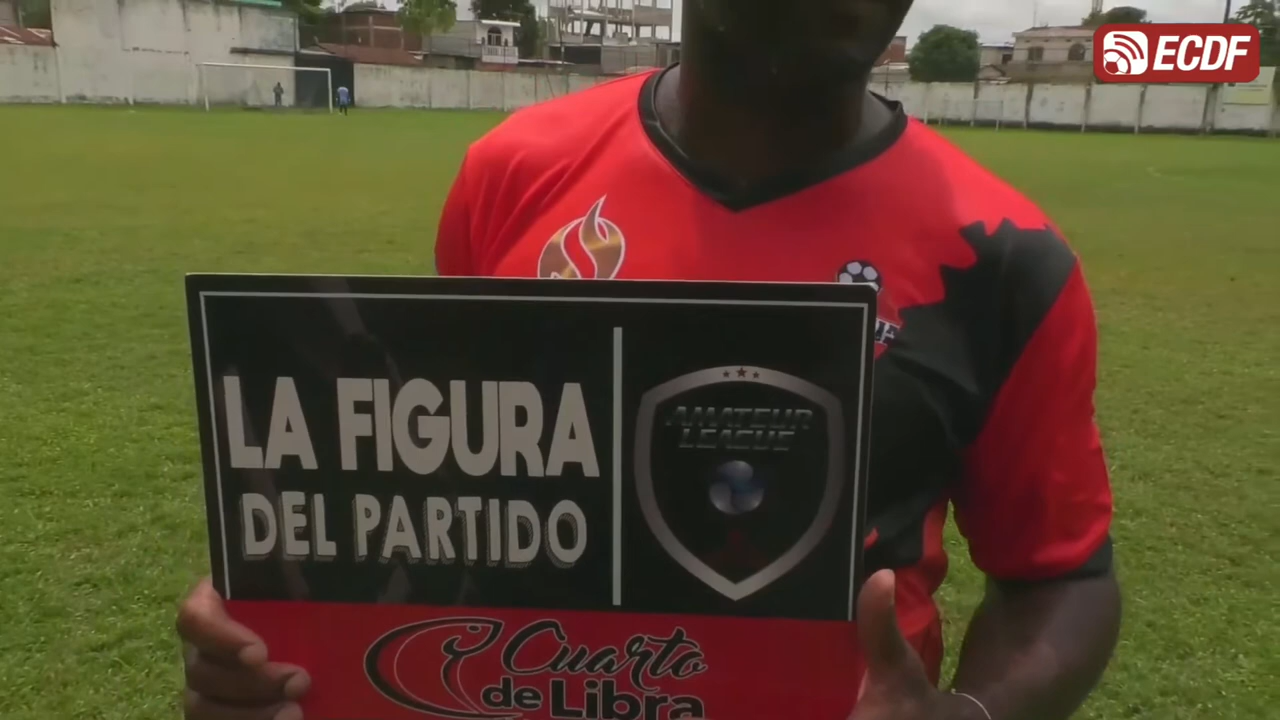 ECDF
LA FIGURA
DEL PARTIDO
AMATEUR
LEAGUE
Cuarto
de Libra